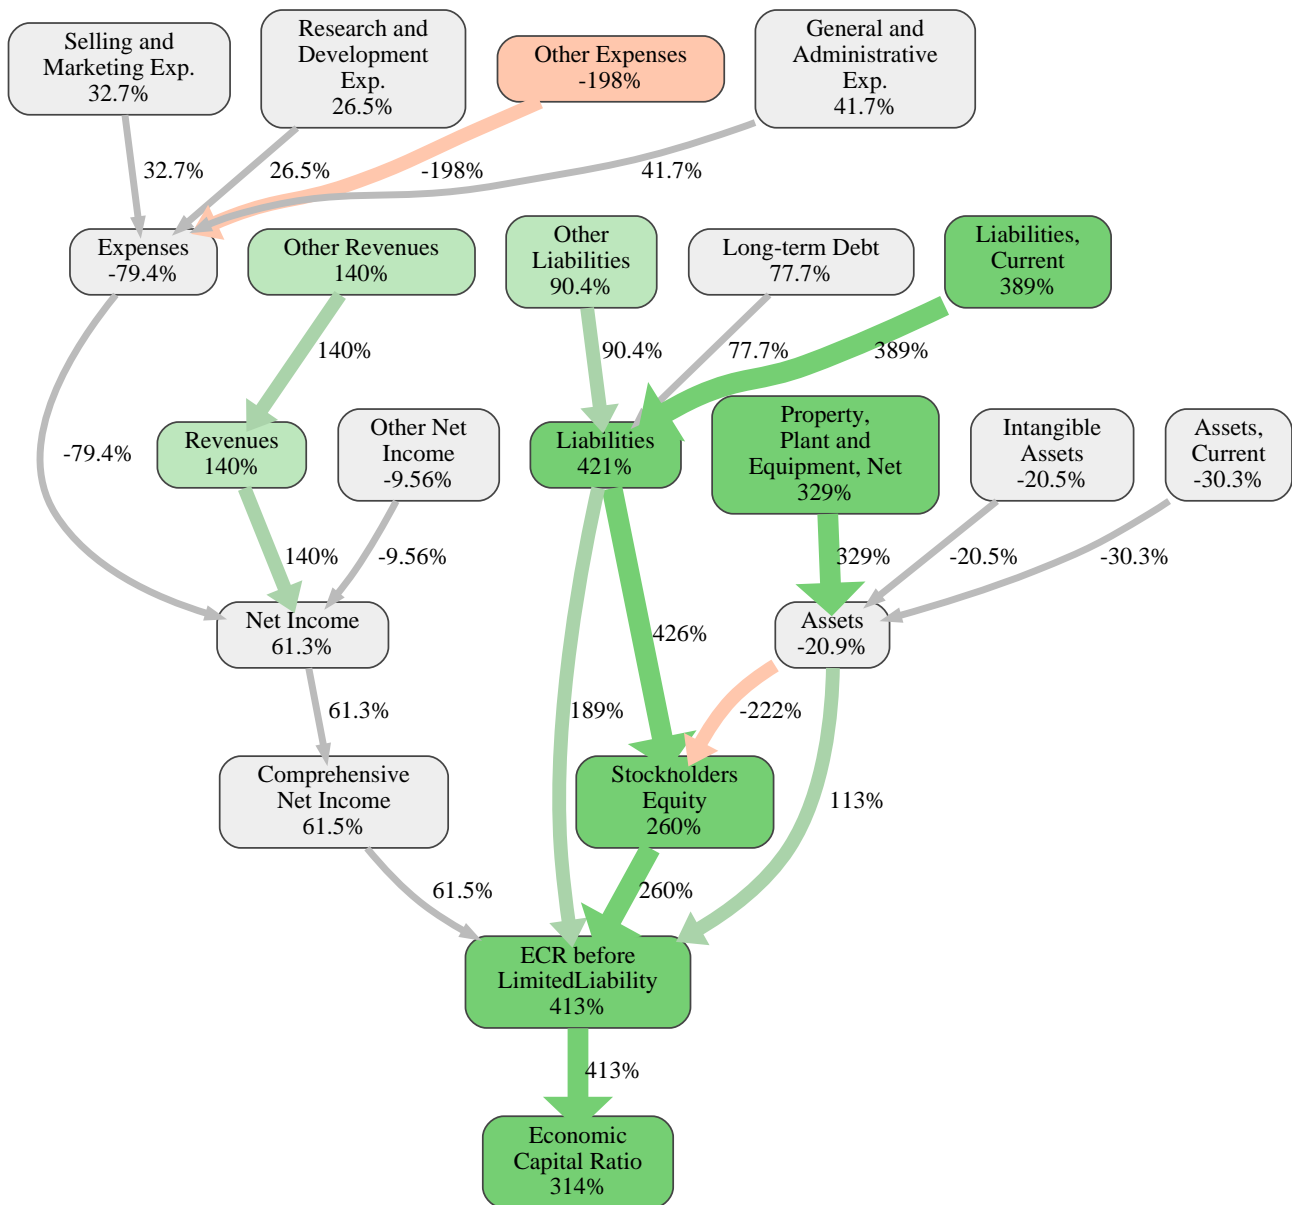 Selling and
Marketing Exp.
32.7%
Research and
Development
Exp.
26.5%
Other Expenses
-198%
General and
Administrative
Exp.
41.7%
32.7%
26.5%
-198%
41.7%
Expenses
-79.4%
Other Revenues
140%
Other
Liabilities
90.4%
Long-term Debt
77.7%
Liabilities,
Current
389%
140%
90.4%
77.7%
389%
-79.4%
Revenues
140%
Other Net
Income
-9.56%
Liabilities
421%
Property,
Plant and
Equipment, Net
329%
Intangible
Assets
-20.5%
Assets,
Current
-30.3%
140%
-9.56%
329%
-20.5%
-30.3%
Net Income
61.3%
426%
Assets
-20.9%
61.3%
189%
-222%
Comprehensive
Net Income
61.5%
Stockholders
Equity
260%
113%
61.5%
260%
ECR before
LimitedLiability
413%
413%
Economic
Capital Ratio
314%